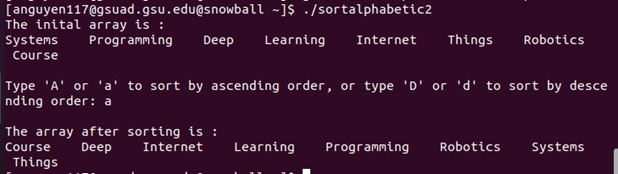 [anguyen117@gsuad.gsu.edu@snowball ~]$ ./sortalphabetic2
The inital array is :
Systems    Programming    Deep    Learning    Internet    Things    Robotics
 Course
Type 'A' or 'a' to sort by ascending order, or type 'D' or 'd' to sort by desce
nding order: a
The array after sorting is :
Course    Deep    Internet    Learning    Programming    Robotics    Systems
 Things